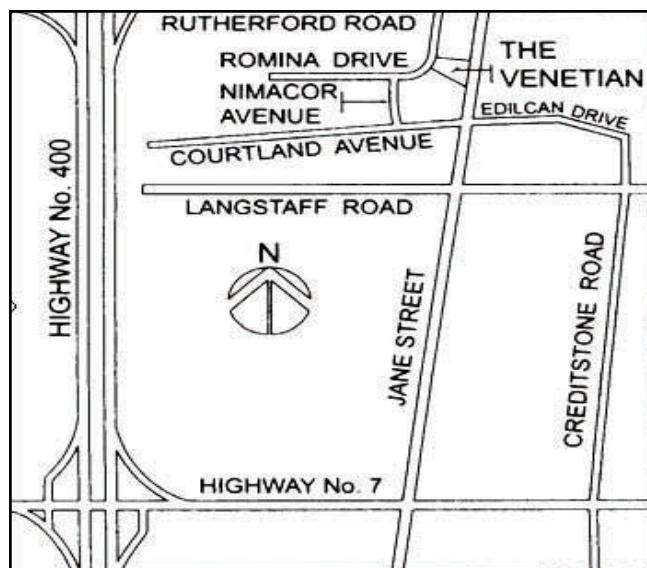 RUTHERFORD ROAD
ROMINA DRIVE
THE
VENETIAN
NIMACOR
AVENUE
EDILCAN DRIVE
COURTLAND AVENUE
LANGSTAFF ROAD
HIGHWAY No. 400
N
JANE STREET
CREDITSTONE ROAD
HIGHWAY No. 7